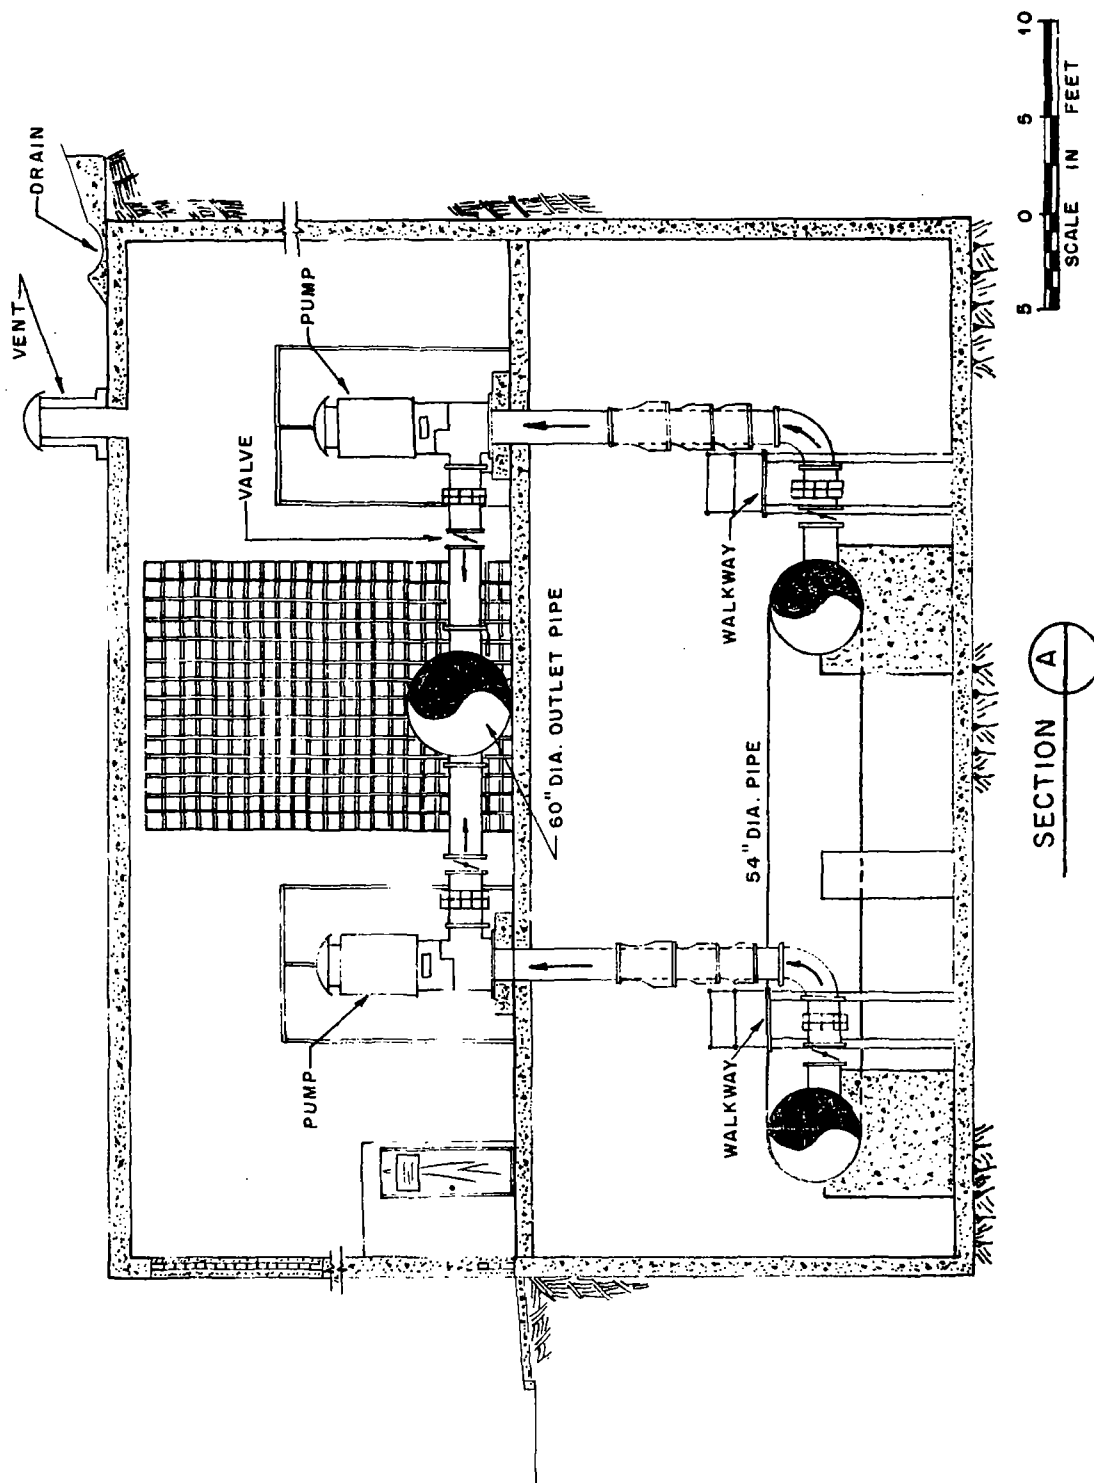 DRAIN
VENT
PUMP
VALVE
WALKWAY
60" DIA. OUTLET PIPE
54" DIA. PIPE
PUMP
WALKWAY
SECTION A
5 0 5 10
SCALE IN FEET